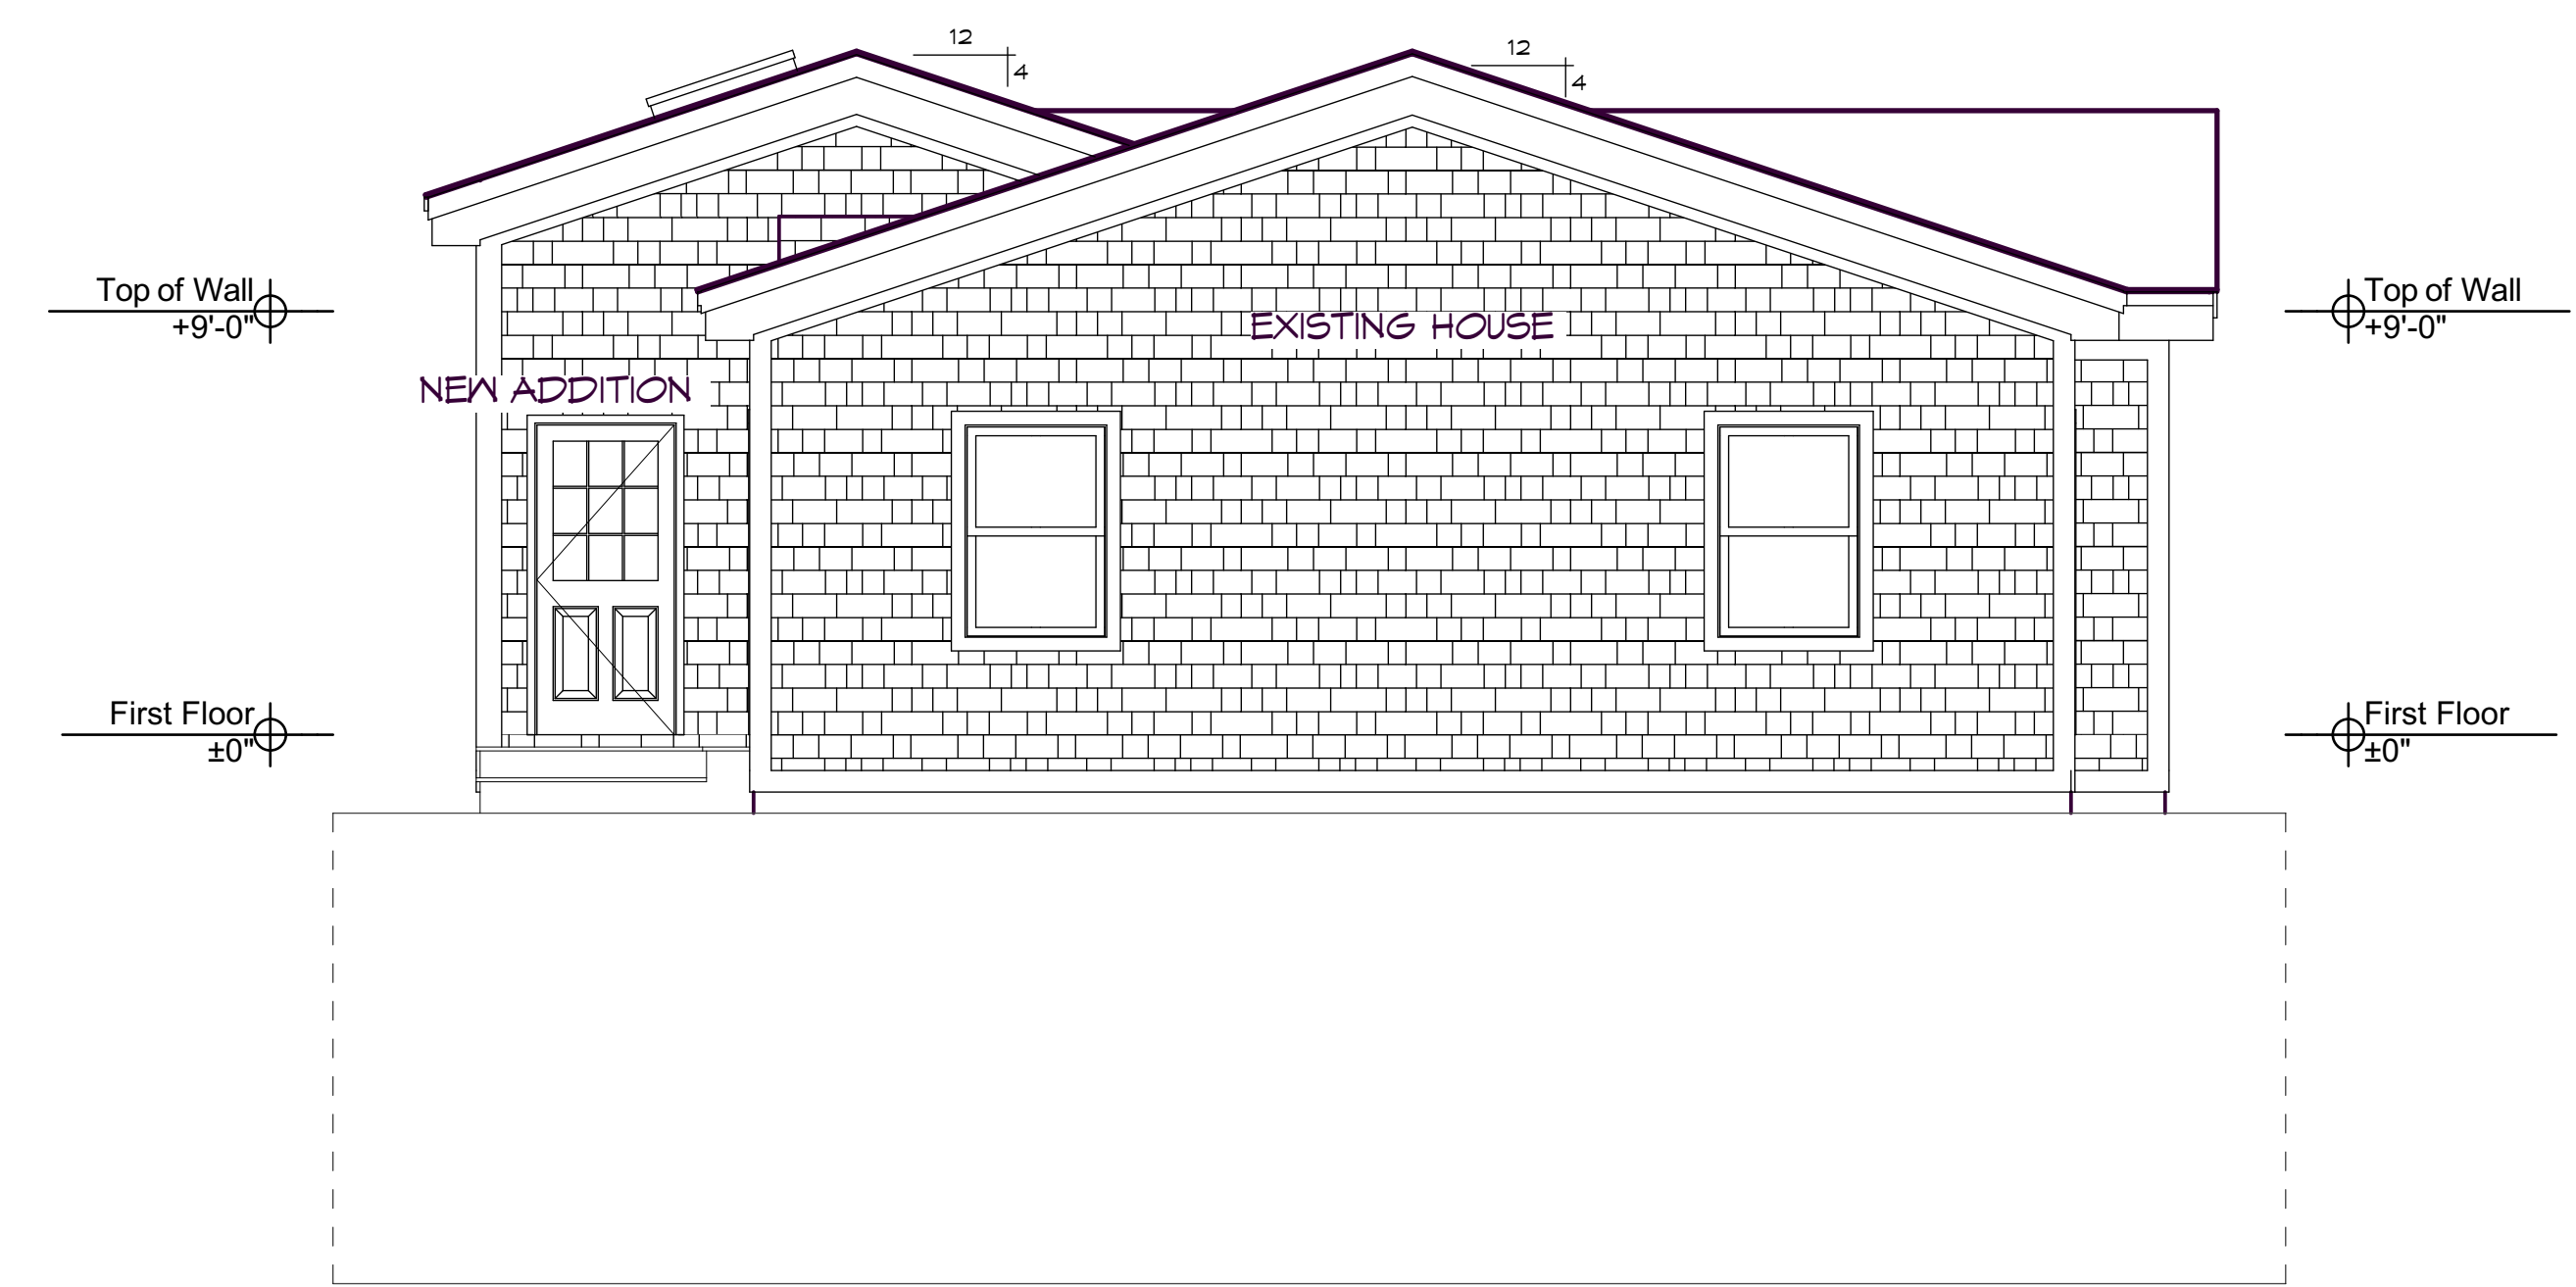 12
4
12
4
Top of Wall
+9'-0"
Top of Wall
+9'-0"
EXISTING HOUSE
NEW ADDITION
First Floor
±0"
First Floor
±0"